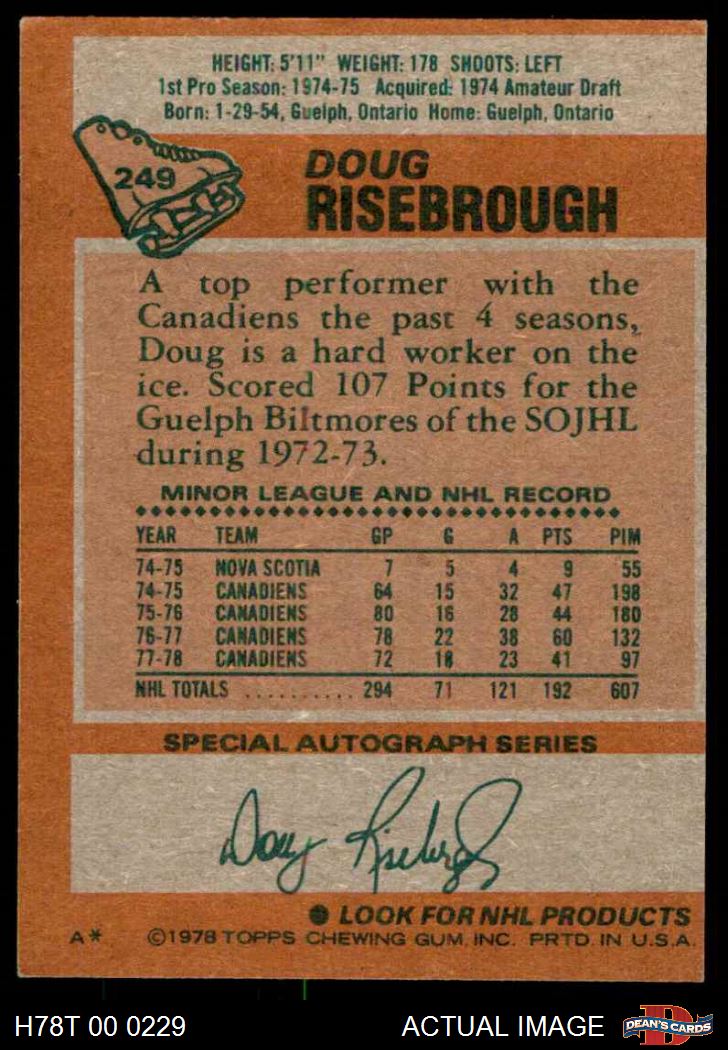 HEIGHT: 5'11" WEIGHT: 178 SHOOTS: LEFT
1st Pro Season: 1974-75 Acquired: 1974 Amateur Draft
Born: 1-29-54, Guelph, Ontario Home: Guelph, Ontario
249
DOUG
RISEBROUGH
A top performer with the
Canadiens the past 4 seasons,
Doug is a hard worker on the
ice. Scored 107 Points for the
Guelph Biltmores of the SOJHL
during 1972-73.
MINOR LEAGUE AND NHL RECORD
YEAR TEAM GP G A PTS PIM
74-75 NOVA SCOTIA 7 5 4 9 55
74-75 CANADIENS 64 15 32 47 198
75-76 CANADIENS 80 16 28 44 180
76-77 CANADIENS 78 22 38 60 132
77-78 CANADIENS 72 18 23 41 97
NHL TOTALS .......... 294 71 121 192 607
SPECIAL AUTOGRAPH SERIES
Doug Risebrough
● LOOK FOR NHL PRODUCTS
A* ©1978 TOPPS CHEWING GUM, INC. PRTD. IN U.S.A.
H78T 00 0229 ACTUAL IMAGE D DEAN'S CARDS